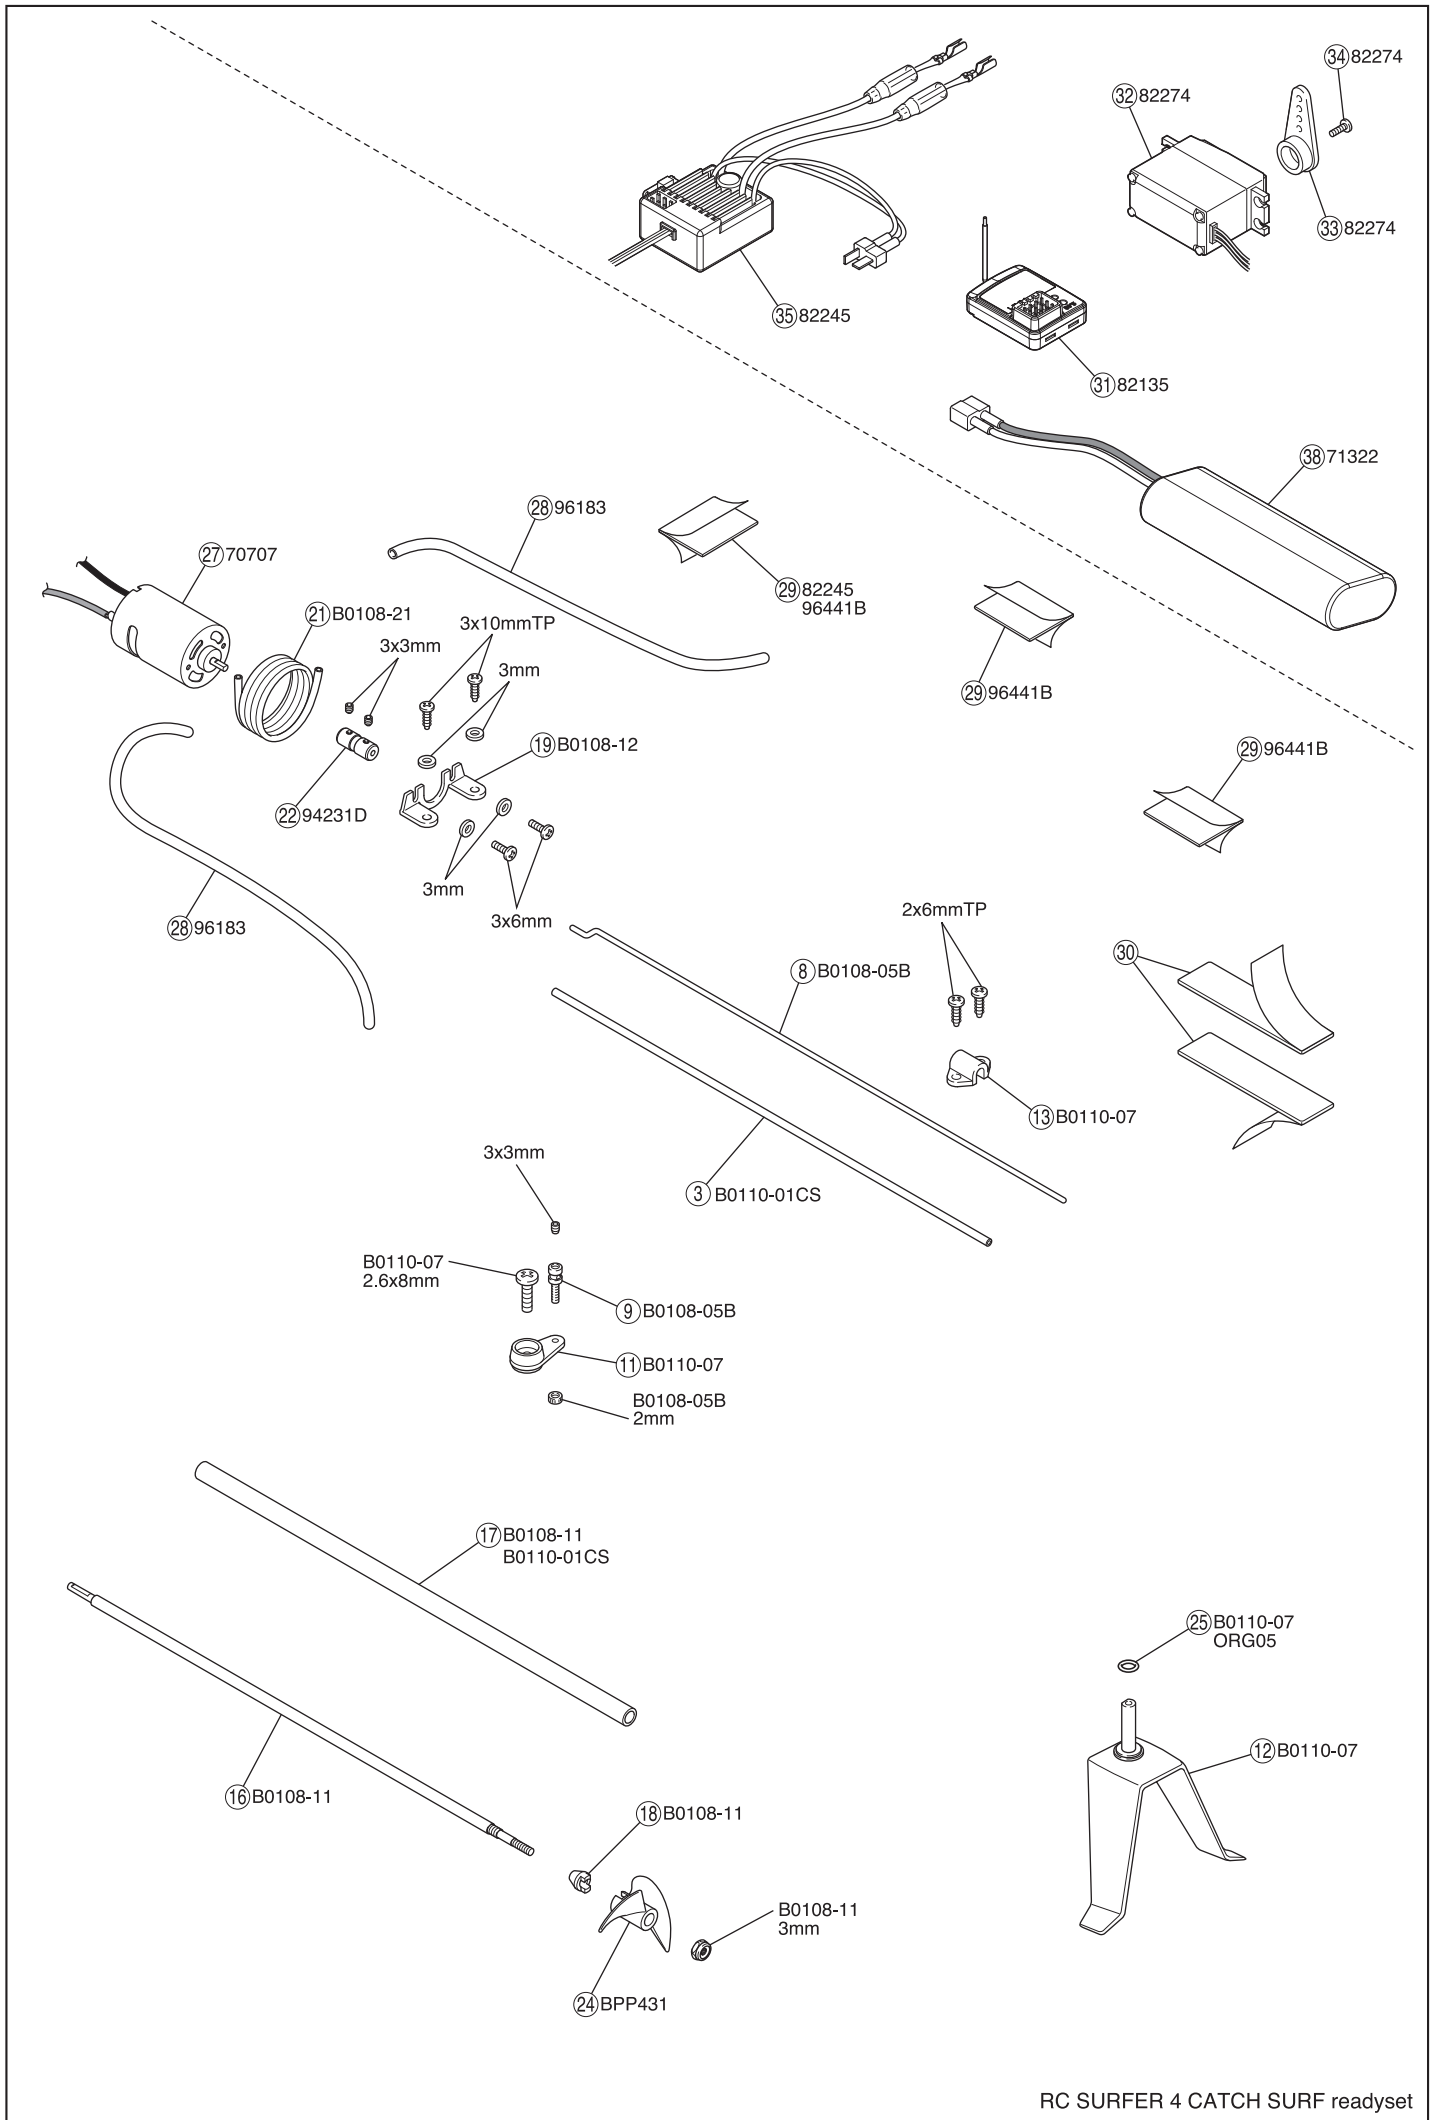 34 82274
32 82274
33 82274
35 82245
31 82135
38 71322
28 96183
27 70707
29 82245
96441B
21 B0108-21
3x10mmTP
3x3mm
3mm
29 96441B
19 B0108-12
29 96441B
22 94231D
3mm
3x6mm
28 96183
2x6mmTP
30
8 B0108-05B
13 B0110-07
3x3mm
3 B0110-01CS
B0110-07
2.6x8mm
9 B0108-05B
11 B0110-07
B0108-05B
2mm
17 B0108-11
B0110-01CS
25 B0110-07
ORG05
12 B0110-07
16 B0108-11
18 B0108-11
B0108-11
3mm
24 BPP431
RC SURFER 4 CATCH SURF readyset